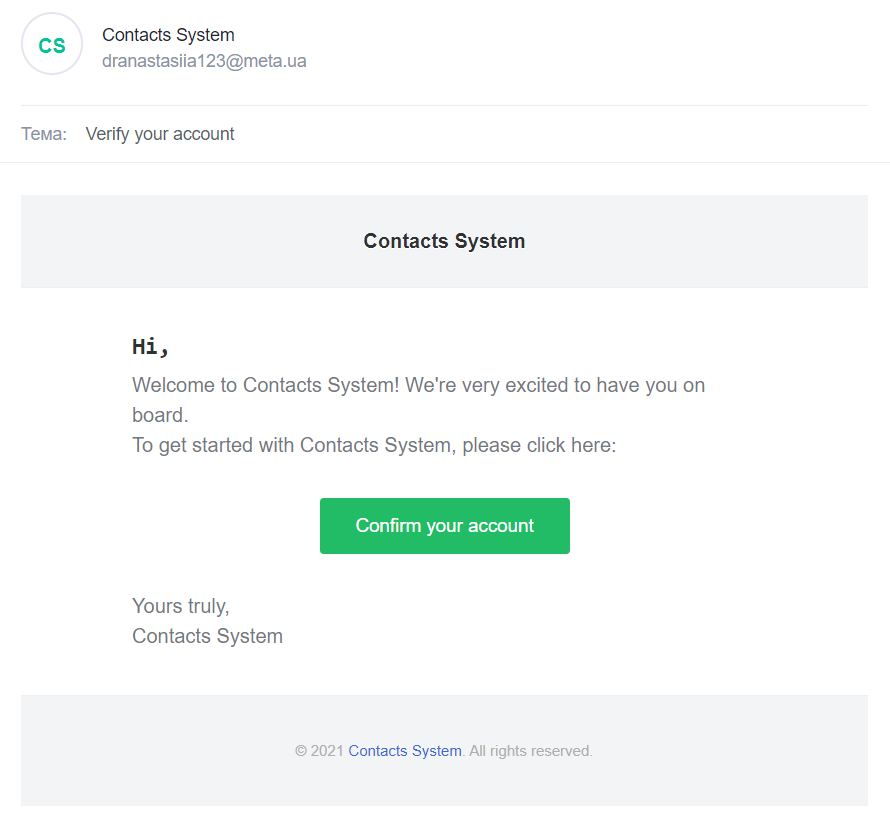 CS
Contacts System
dranastasiia123@meta.ua
Тема: Verify your account
Contacts System
Hi,
Welcome to Contacts System! We're very excited to have you on
board.
To get started with Contacts System, please click here:
Confirm your account
Yours truly,
Contacts System
© 2021 Contacts System. All rights reserved.